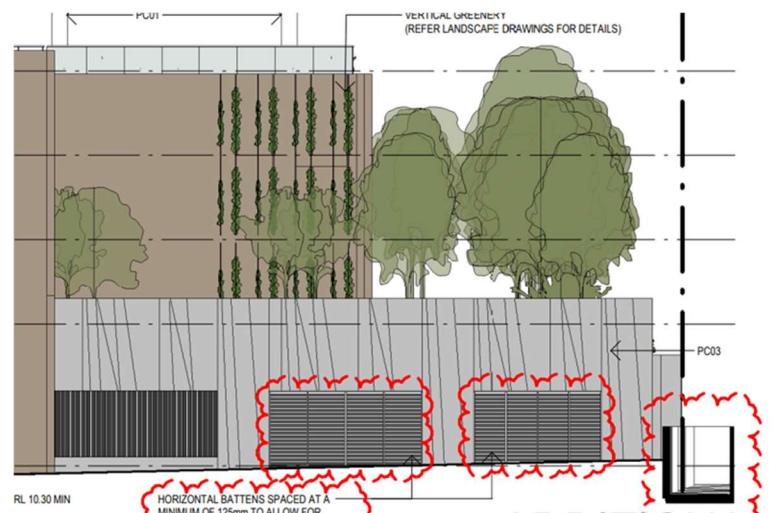 PC01
VERTICAL GREENERY
(REFER LANDSCAPE DRAWINGS FOR DETAILS)
PC03
RL 10.30 MIN
HORIZONTAL BATTENS SPACED AT A
MINIMUM OF 125mm TO ALLOW FOR